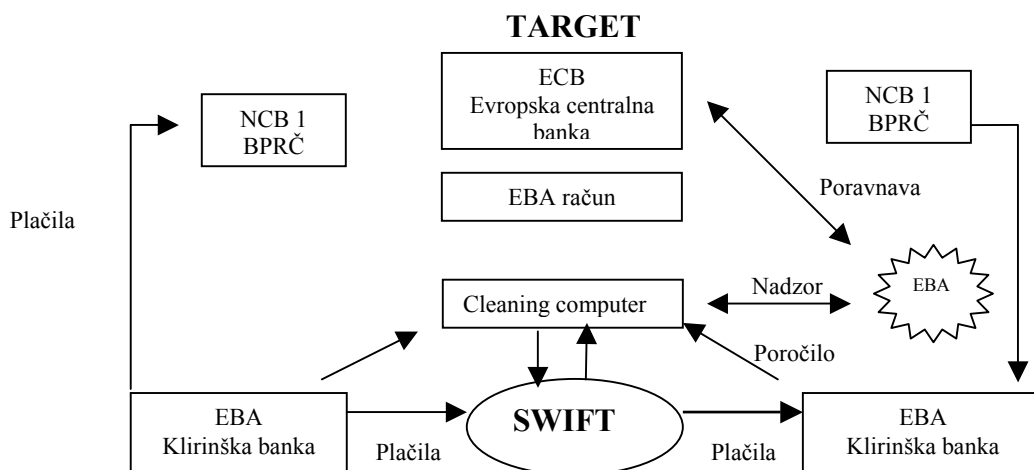 TARGET
ECB
Evropska centralna
banka
NCB 1
BPRČ
NCB 1
BPRČ
Plačila
EBA račun
Poravnava
Cleaning computer
Nadzor
EBA
Poročilo
EBA
Klirinška banka
Plačila
SWIFT
Plačila
EBA
Klirinška banka